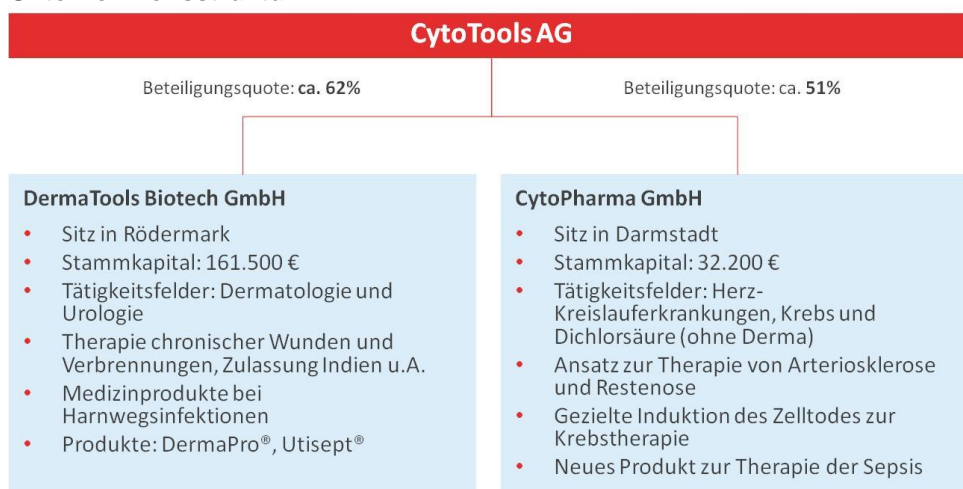 CytoTools AG
Beteiligungsquote: ca. 62%
Beteiligungsquote: ca. 51%
DermaTools Biotech GmbH
• Sitz in Rödermark
• Stammkapital: 161.500 €
• Tätigkeitsfelder: Dermatologie und
Urologie
• Therapie chronischer Wunden und
Verbrennungen, Zulassung Indien u.A.
• Medizinprodukte bei
Harnwegsinfektionen
• Produkte: DermaPro®, Utisept®
CytoPharma GmbH
• Sitz in Darmstadt
• Stammkapital: 32.200 €
• Tätigkeitsfelder: Herz-
Kreislauferkrankungen, Krebs und
Dichlorsäure (ohne Derma)
• Ansatz zur Therapie von Arteriosklerose
und Restenose
• Gezielte Induktion des Zelltodes zur
Krebstherapie
• Neues Produkt zur Therapie der Sepsis